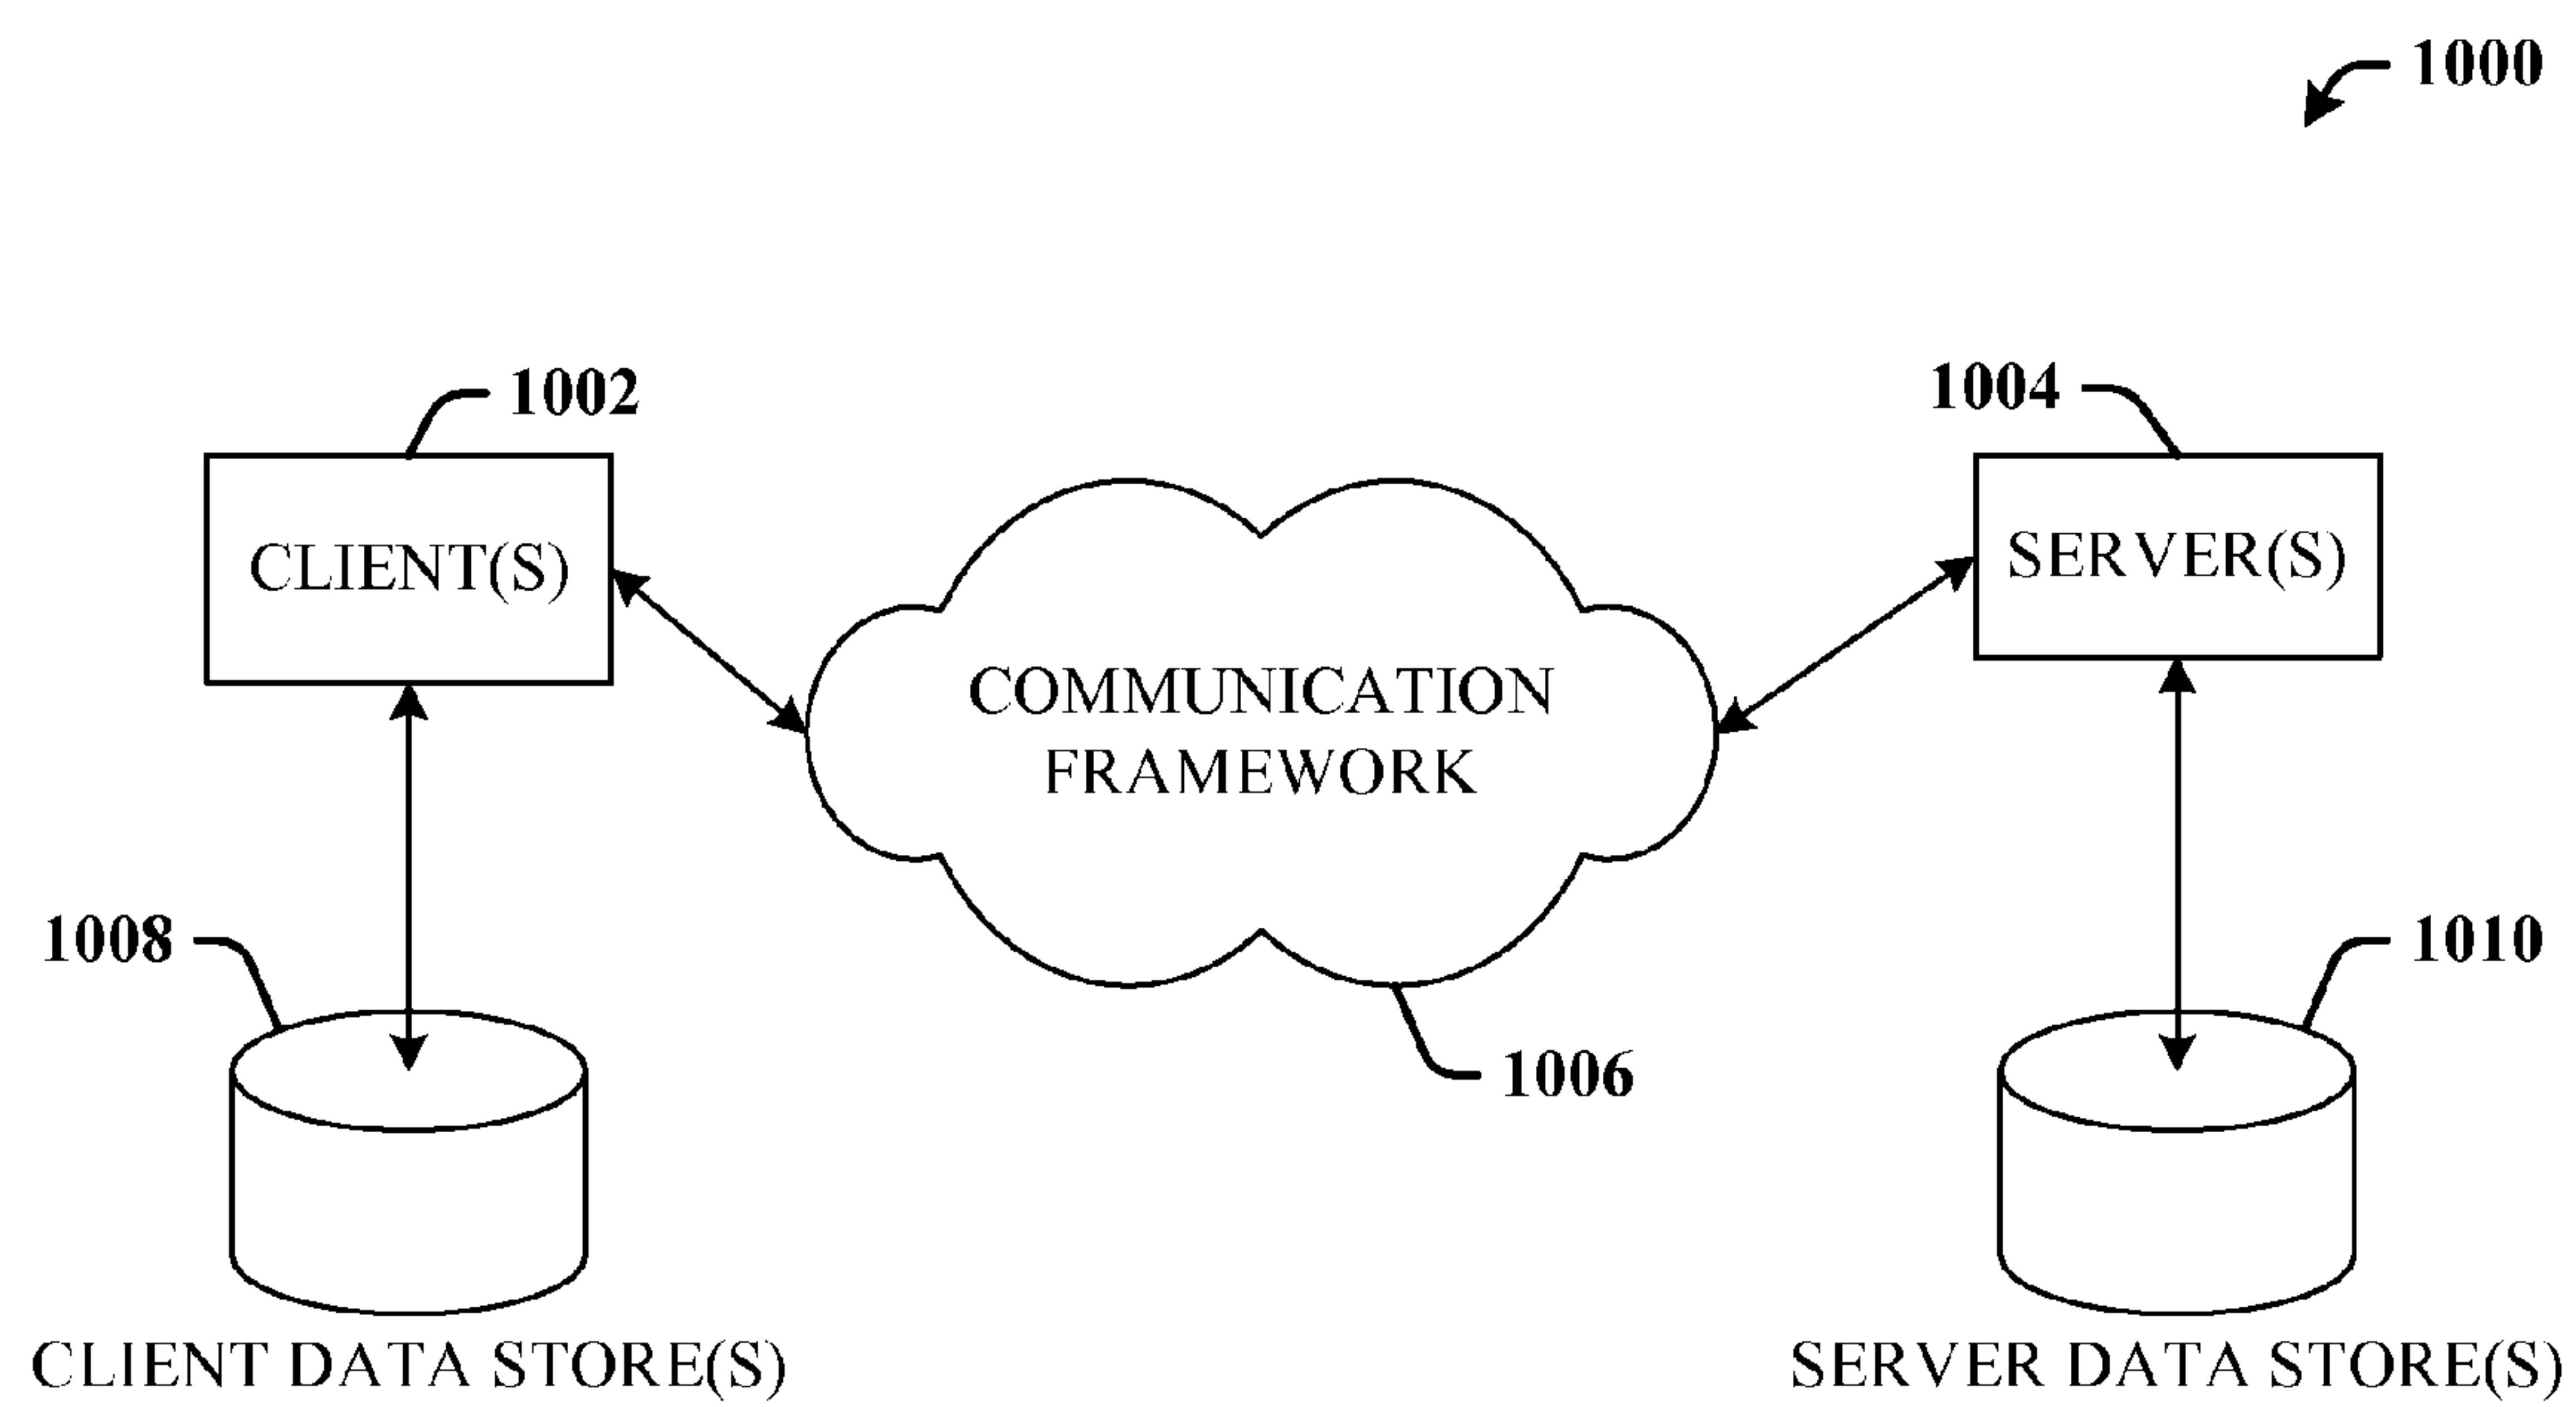 1000
1002
1004
CLIENT(S)
SERVER(S)
COMMUNICATION
FRAMEWORK
1008
1010
1006
CLIENT DATA STORE(S)
SERVER DATA STORE(S)